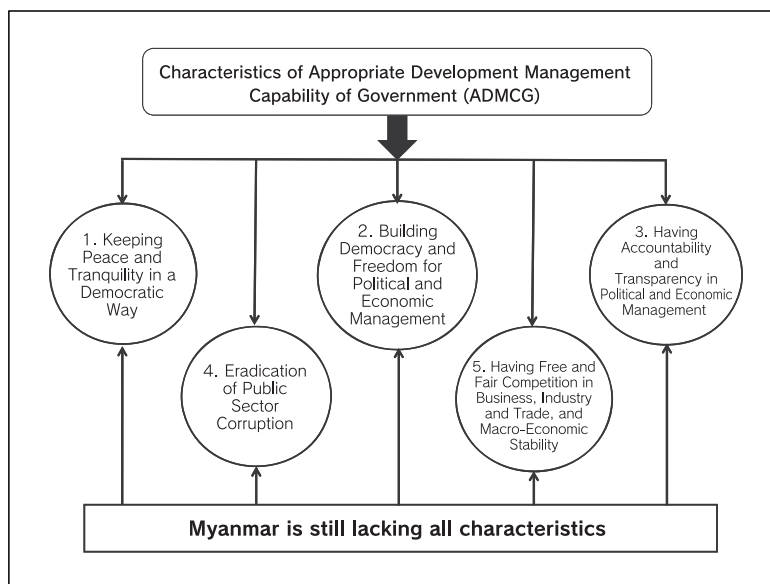 Characteristics of Appropriate Development Management
Capability of Government (ADMCG)
1. Keeping
Peace and
Tranquility in a
Democratic
Way
2. Building
Democracy and
Freedom for
Political and
Economic
Management
3. Having
Accountability
and
Transparency in
Political and Economic
Management
4. Eradication
of Public
Sector
Corruption
5. Having Free and
Fair Competition in
Business, Industry
and Trade, and
Macro-Economic
Stability
Myanmar is still lacking all characteristics